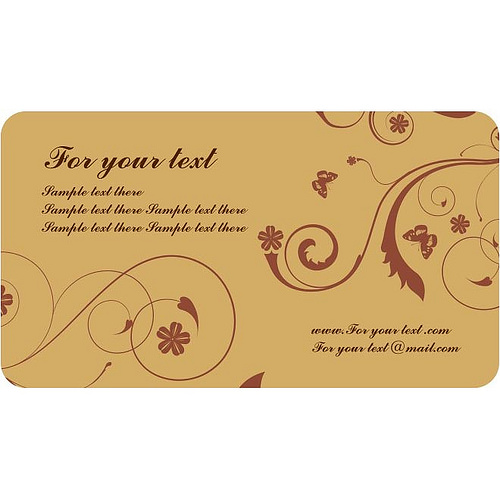 For your text
Sample text there
Sample text there Sample text there
Sample text there Sample text there
www.For your text .com
For your text@mail.com